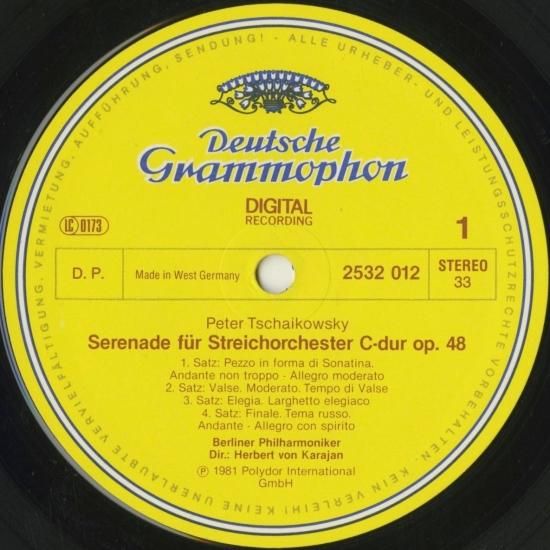 ALLE URHEBER- UND LEISTUNGSSCHUTZRECHTE VORBEHALTEN. · KEIN VERLEIH! KEINE UNERLAUBTE VERVIELFÄLTIGUNG, VERMIETUNG, AUFFÜHRUNG, SENDUNG! -
Deutsche
Grammophon
DIGITAL
RECORDING
LC 0173
1
D. P.
Made in West Germany
2532 012
STEREO
33
Peter Tschaikowsky
Serenade für Streichorchester C-dur op. 48
1. Satz: Pezzo in forma di Sonatina.
Andante non troppo - Allegro moderato
2. Satz: Valse. Moderato. Tempo di Valse
3. Satz: Elegia. Larghetto elegiaco
4. Satz: Finale. Tema russo.
Andante - Allegro con spirito
Berliner Philharmoniker
Dir.: Herbert von Karajan
℗ 1981 Polydor International
GmbH